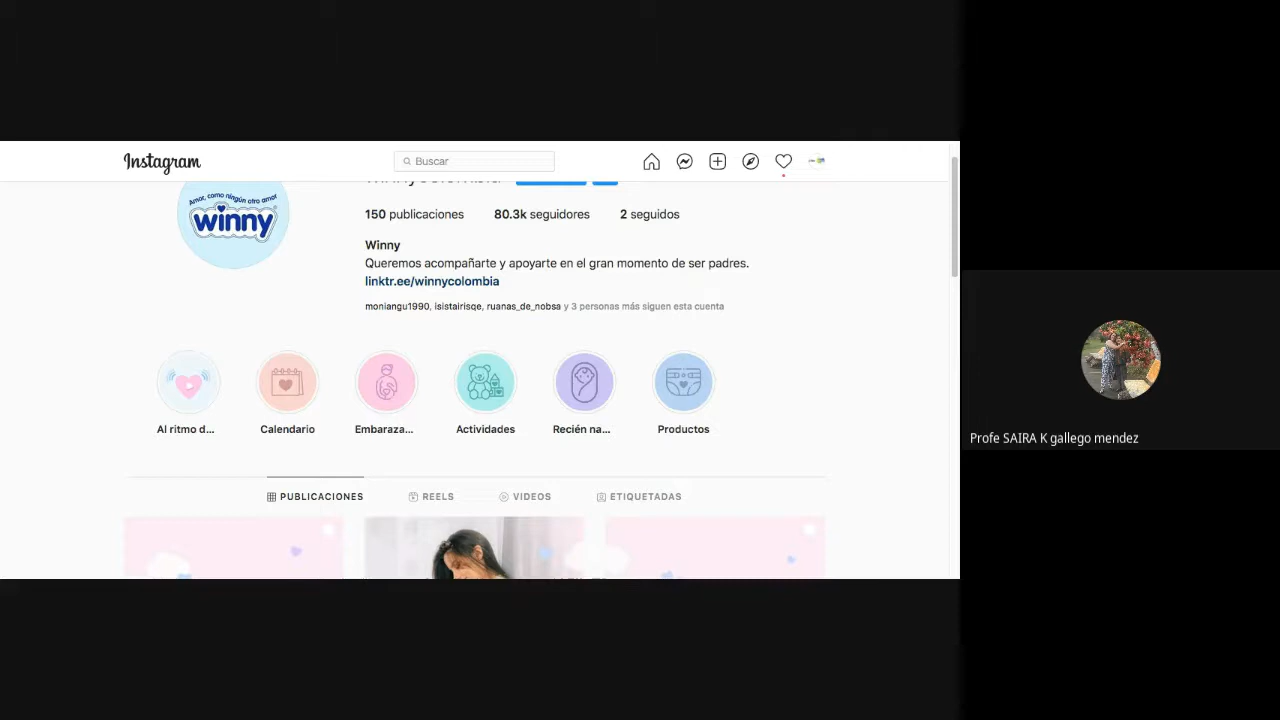 Instagram
Buscar
Amor, como ningún otro amor
winny
150 publicaciones 80.3k seguidores 2 seguidos
Winny
Queremos acompañarte y apoyarte en el gran momento de ser padres.
linktr.ee/winnycolombia
moniangu1990, isistairisqe, ruanas_de_nobsa y 3 personas más siguen esta cuenta
Al ritmo d... Calendario Embaraza... Actividades Recién na... Productos
PUBLICACIONES REELS VIDEOS ETIQUETADAS
Profe SAIRA K gallego mendez